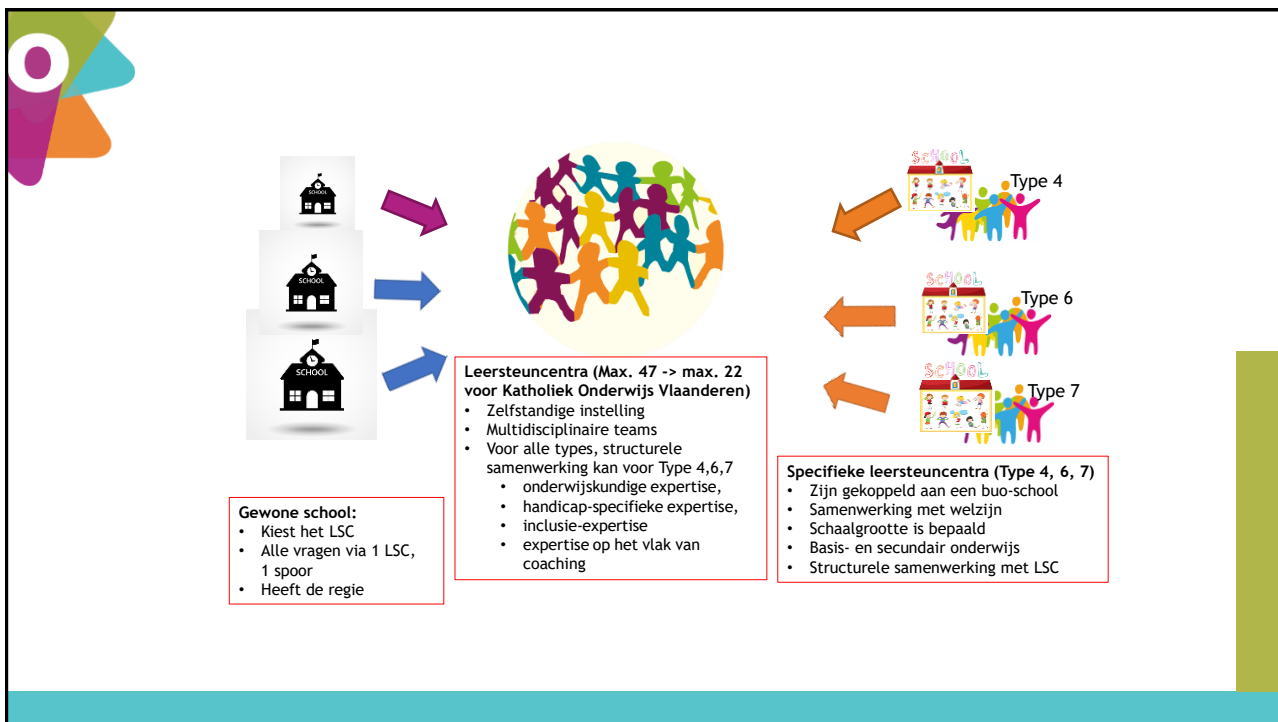 O
SCHOOL
SCHOOL
SCHOOL
SCHOOL
Type 4
SCHOOL
Type 6
SCHOOL
Type 7
Gewone school:
• Kiest het LSC
• Alle vragen via 1 LSC,
1 spoor
• Heeft de regie
Leersteuncentra (Max. 47 -> max. 22
voor Katholiek Onderwijs Vlaanderen)
• Zelfstandige instelling
• Multidisciplinaire teams
• Voor alle types, structurele
samenwerking kan voor Type 4,6,7
• onderwijskundige expertise,
• handicap-specifieke expertise,
• inclusie-expertise
• expertise op het vlak van
coaching
Specifieke leersteuncentra (Type 4, 6, 7)
• Zijn gekoppeld aan een buo-school
• Samenwerking met welzijn
• Schaalgrootte is bepaald
• Basis- en secundair onderwijs
• Structurele samenwerking met LSC